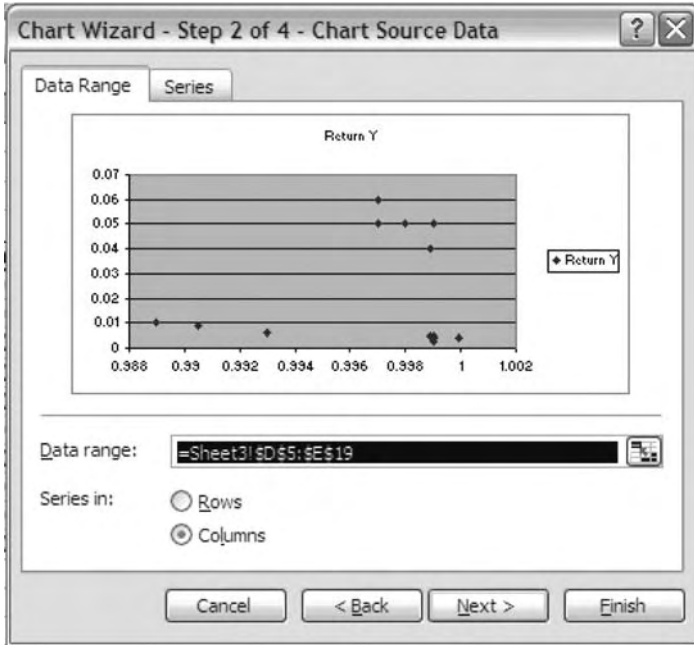 Chart Wizard - Step 2 of 4 - Chart Source Data
Data Range Series
Return Y
0.07
0.06
0.05
0.04
0.03
0.02
0.01
0
0.988 0.99 0.992 0.994 0.996 0.998 1 1.002
Return Y
Data range: =Sheet3!$D$5:$E$19
Series in: Rows
Columns
Cancel < Back Next > Finish